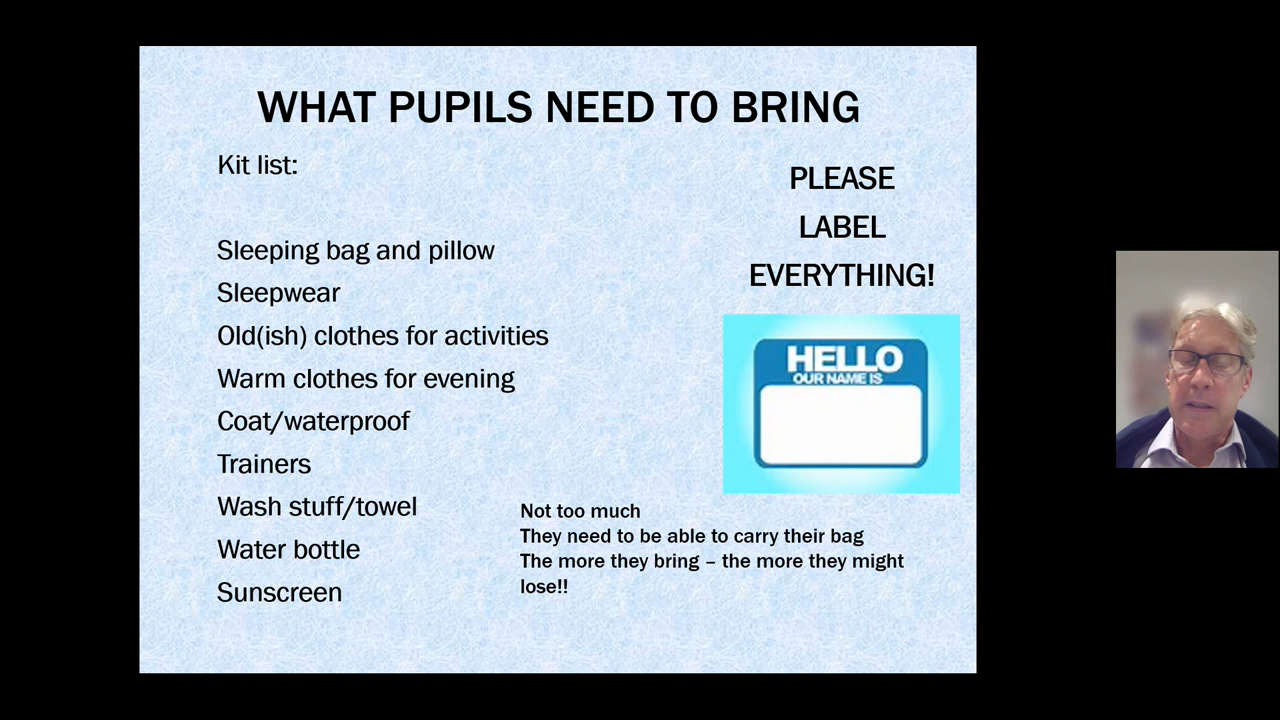 WHAT PUPILS NEED TO BRING
Kit list:
Sleeping bag and pillow
Sleepwear
Old(ish) clothes for activities
Warm clothes for evening
Coat/waterproof
Trainers
Wash stuff/towel
Water bottle
Sunscreen
PLEASE
LABEL
EVERYTHING!
HELLO
OUR NAME IS
Not too much
They need to be able to carry their bag
The more they bring – the more they might
lose!!